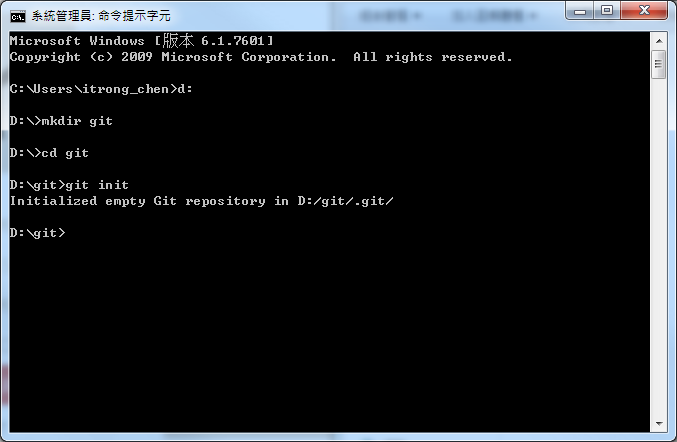 系統管理員: 命令提示字元
Microsoft Windows [版本 6.1.7601]
Copyright (c) 2009 Microsoft Corporation.  All rights reserved.
C:\Users\itrong_chen>d:
D:\>mkdir git
D:\>cd git
D:\git>git init
Initialized empty Git repository in D:/git/.git/
D:\git>